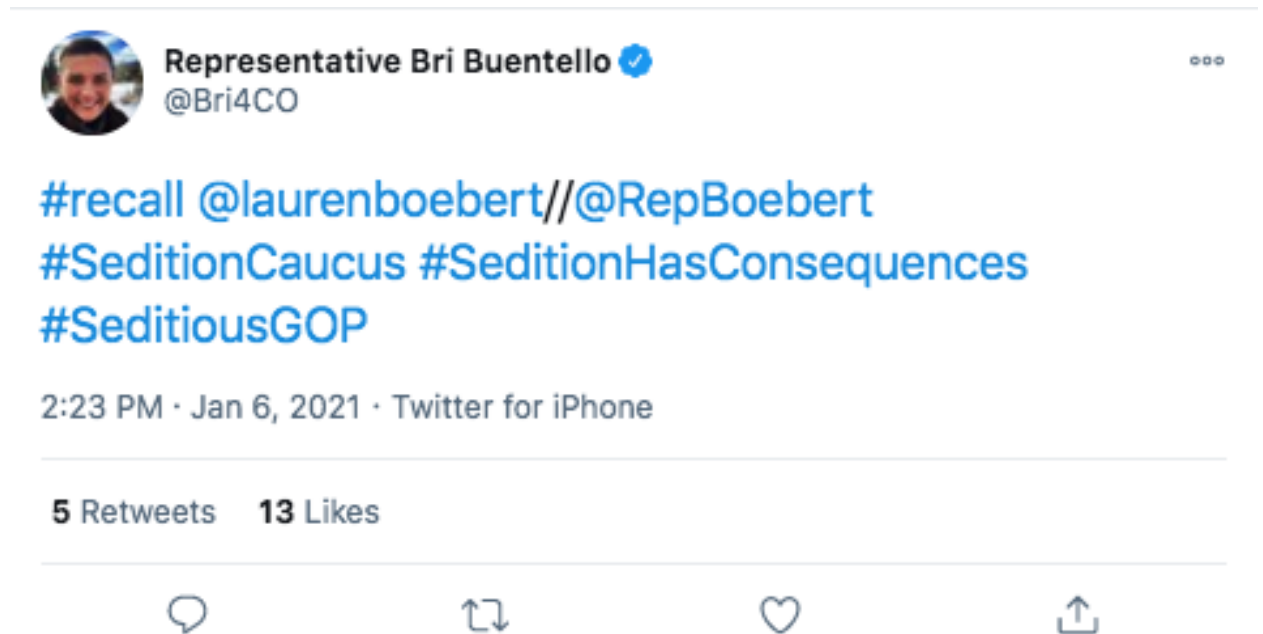 Representative Bri Buentello
@Bri4CO
#recall @laurenboebert//@RepBoebert
#SeditionCaucus #SeditionHasConsequences
#SeditiousGOP
2:23 PM · Jan 6, 2021 · Twitter for iPhone
5 Retweets 13 Likes